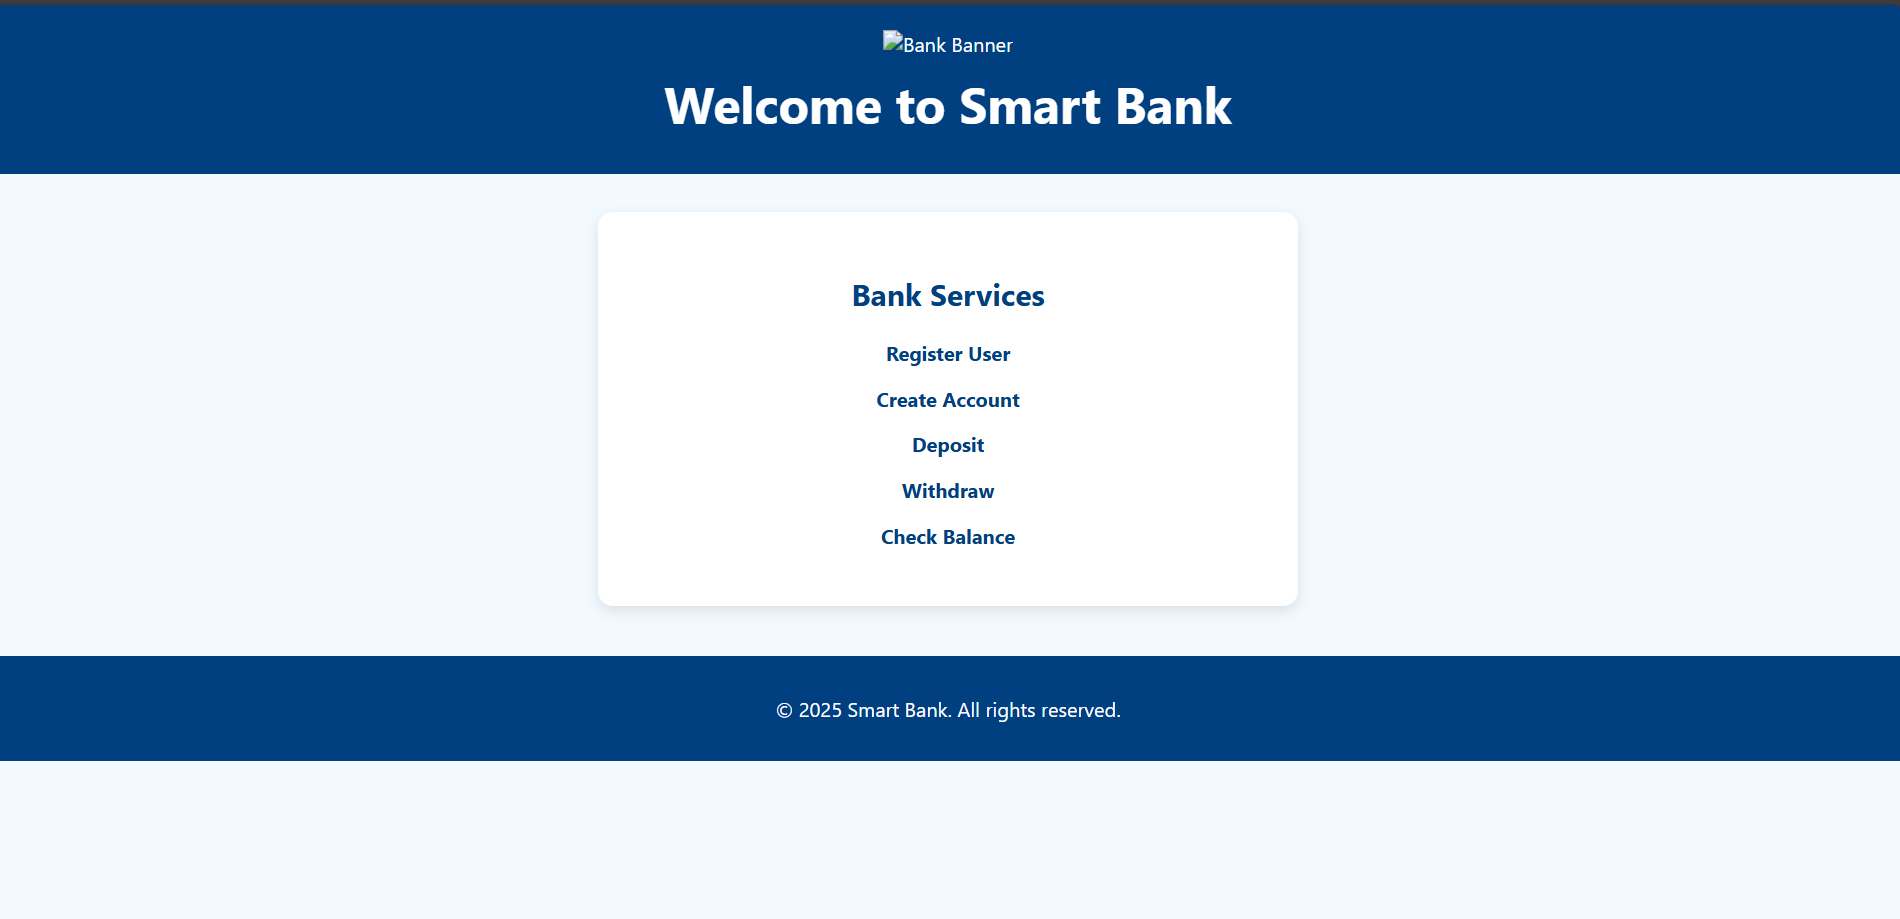 Bank Banner
Welcome to Smart Bank
Bank Services
Register User
Create Account
Deposit
Withdraw
Check Balance
© 2025 Smart Bank. All rights reserved.